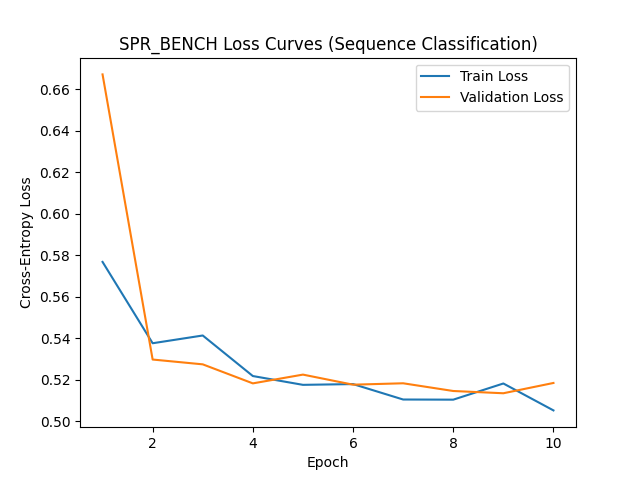 SPR_BENCH Loss Curves (Sequence Classification)
Train Loss
Validation Loss
0.66
0.64
0.62
0.60
0.58
0.56
0.54
0.52
0.50
Cross-Entropy Loss
2
4
6
8
10
Epoch